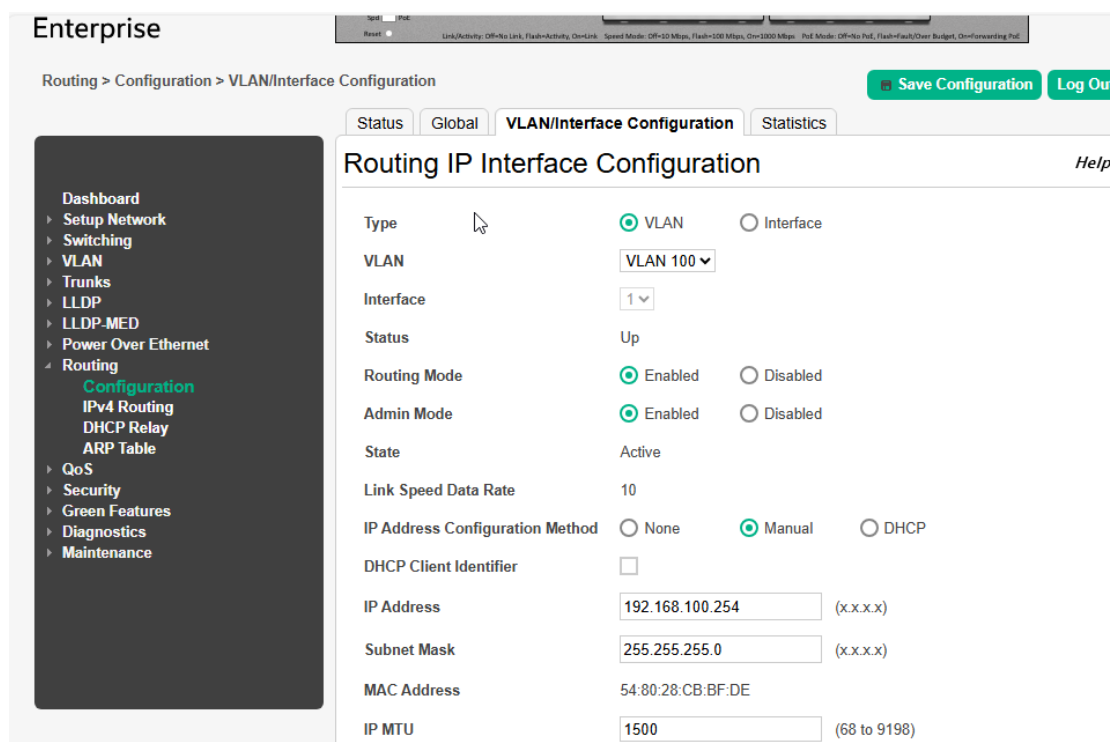 Enterprise
Spd PoE
Reset
Link/Activity: Off=No Link, Flash=Activity, On=Link Speed Mode: Off=10 Mbps, Flash=100 Mbps, On=1000 Mbps PoE Mode: Off=No PoE, Flash=Fault/Over Budget, On=Forwarding PoE
Routing > Configuration > VLAN/Interface Configuration
Save Configuration
Log Out
Status Global VLAN/Interface Configuration Statistics
Routing IP Interface Configuration
Help
Dashboard
Setup Network
Switching
VLAN
Trunks
LLDP
LLDP-MED
Power Over Ethernet
Routing
Configuration
IPv4 Routing
DHCP Relay
ARP Table
QoS
Security
Green Features
Diagnostics
Maintenance
Type VLAN Interface
VLAN VLAN 100
Interface 1
Status Up
Routing Mode Enabled Disabled
Admin Mode Enabled Disabled
State Active
Link Speed Data Rate 10
IP Address Configuration Method None Manual DHCP
DHCP Client Identifier
IP Address 192.168.100.254 (x.x.x.x)
Subnet Mask 255.255.255.0 (x.x.x.x)
MAC Address 54:80:28:CB:BF:DE
IP MTU 1500 (68 to 9198)